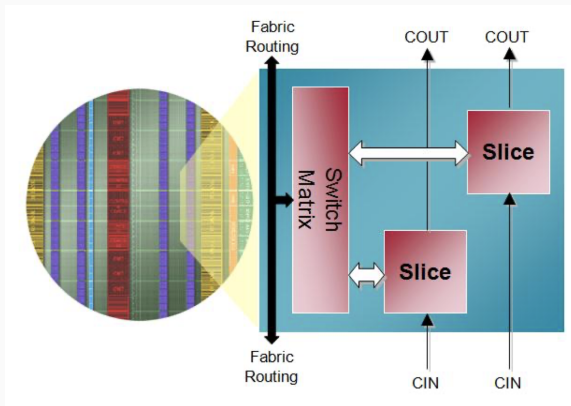 Fabric
Routing
COUT
COUT
Slice
Switch
Matrix
Slice
Fabric
Routing
CIN
CIN